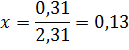 x = 0,31/2,31 = 0,13